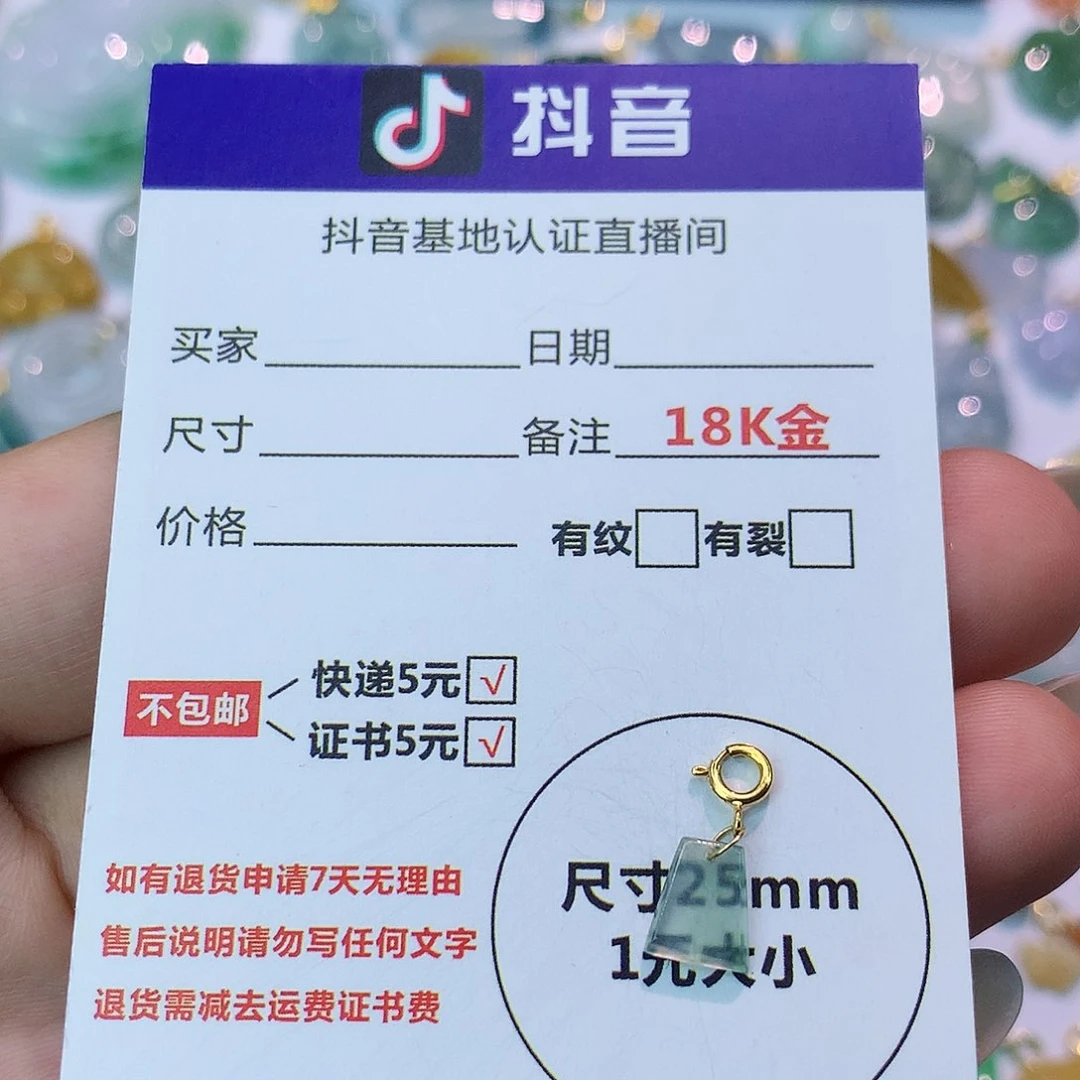 抖音
抖音基地认证直播间
买家 日期
尺寸 备注 18K金
价格 有纹 有裂
不包邮 快递5元 √
证书5元 √
如有退货申请7天无理由
售后说明请勿写任何文字
退货需减去运费证书费
尺寸25mm
1元大小